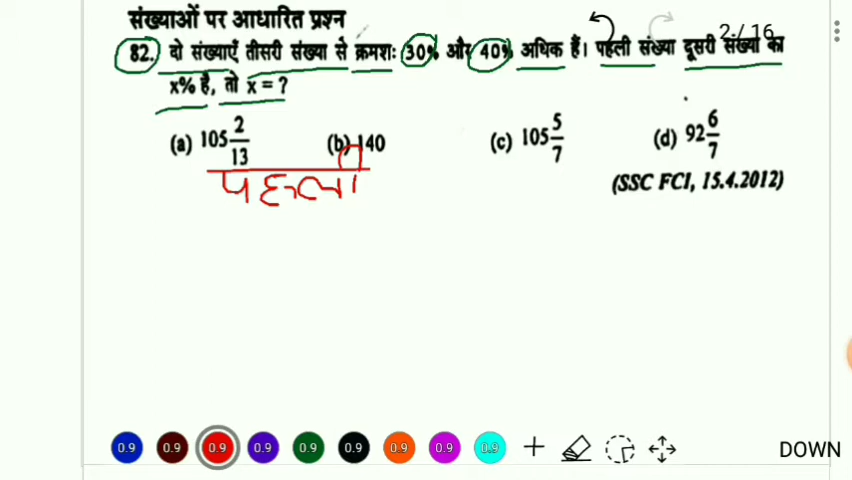 संख्याओं पर आधारित प्रश्न
2 / 16
82. दो संख्याएँ तीसरी संख्या से क्रमशः 30% और 40% अधिक हैं। पहली संख्या दूसरी संख्या का
x% है, तो x = ?
(a) 105 2/13 (b) 140 (c) 105 5/7 (d) 92 6/7
पहली
(SSC FCI, 15.4.2012)
0.9 0.9 0.9 0.9 0.9 0.9 0.9 0.9 0.9 DOWN